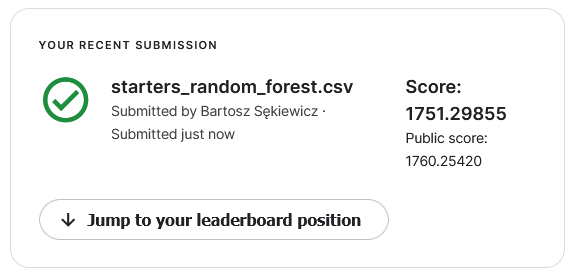 YOUR RECENT SUBMISSION
starters_random_forest.csv
Submitted by Bartosz Sękiewicz ·
Submitted just now
Score:
1751.29855
Public score:
1760.25420
Jump to your leaderboard position